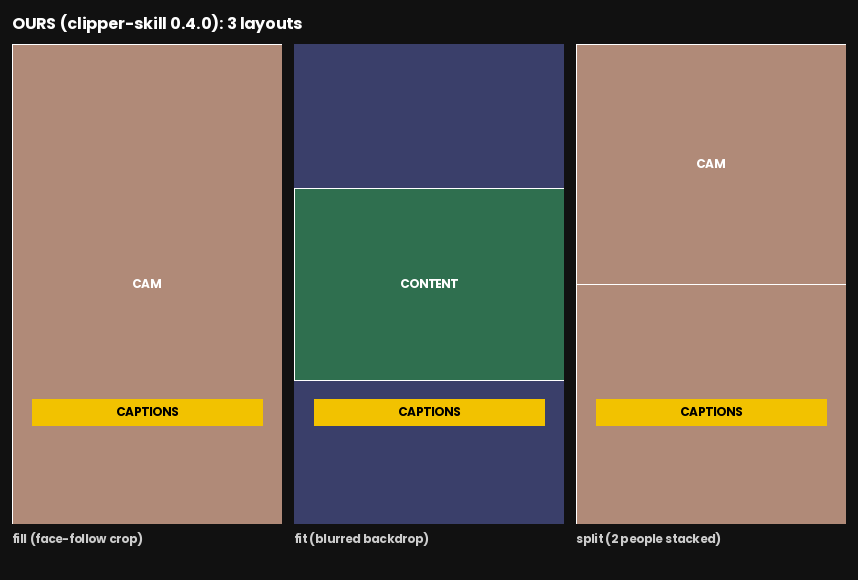 OURS (clipper-skill 0.4.0): 3 layouts
CAM
CAPTIONS
fill (face-follow crop)
CONTENT
CAPTIONS
fit (blurred backdrop)
CAM
CAPTIONS
split (2 people stacked)